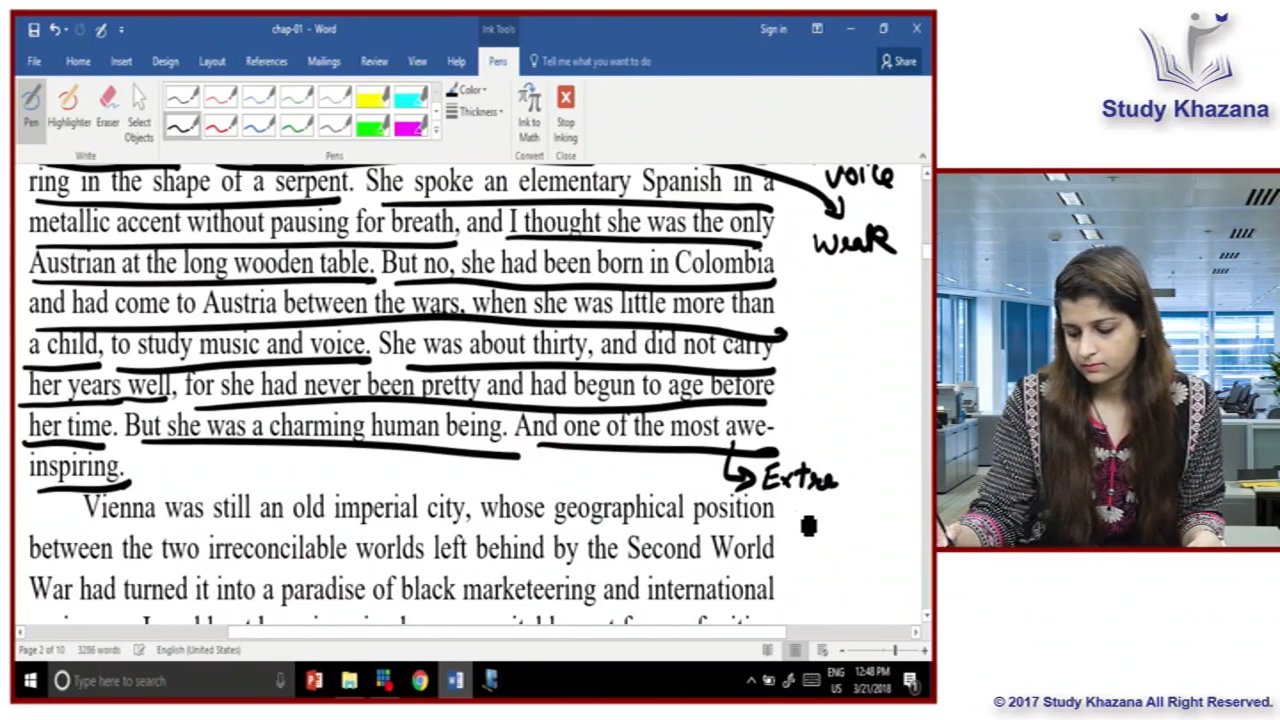 chap-01 - Word
Ink Tools
Sign in
File Home Insert Design Layout References Mailings Review View Help Pens Tell me what you want to do Share
Pen Highlighter Eraser Select Objects
Color
Thickness
Ink to Math
Stop Inking
Write Pens Convert Close
Study Khazana
ring in the shape of a serpent. She spoke an elementary Spanish in a
metallic accent without pausing for breath, and I thought she was the only
Austrian at the long wooden table. But no, she had been born in Colombia
and had come to Austria between the wars, when she was little more than
a child, to study music and voice. She was about thirty, and did not carry
her years well, for she had never been pretty and had begun to age before
her time. But she was a charming human being. And one of the most awe-
inspiring.
Voice
Weak
Extre
Vienna was still an old imperial city, whose geographical position
between the two irreconcilable worlds left behind by the Second World
War had turned it into a paradise of black marketeering and international
Page 2 of 10 3286 words English (United States)
Type here to search
ENG
US
12:48 PM
3/21/2018
© 2017 Study Khazana All Right Reserved.